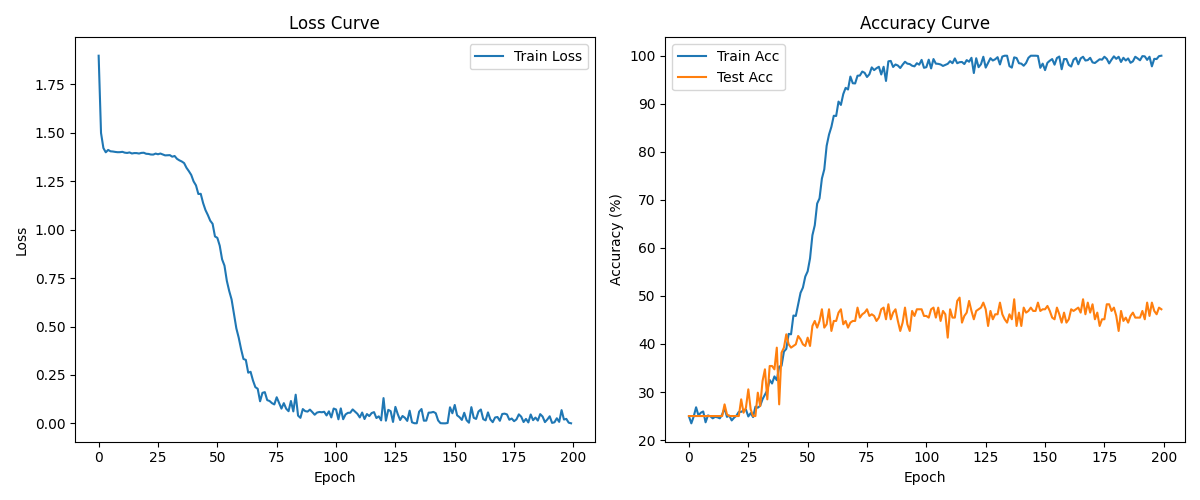 Loss Curve
Train Loss
1.75
1.50
1.25
1.00
0.75
0.50
0.25
0.00
Loss
0 25 50 75 100 125 150 175 200
Epoch
Accuracy Curve
Train Acc
Test Acc
100
90
80
70
60
50
40
30
20
Accuracy (%)
0 25 50 75 100 125 150 175 200
Epoch